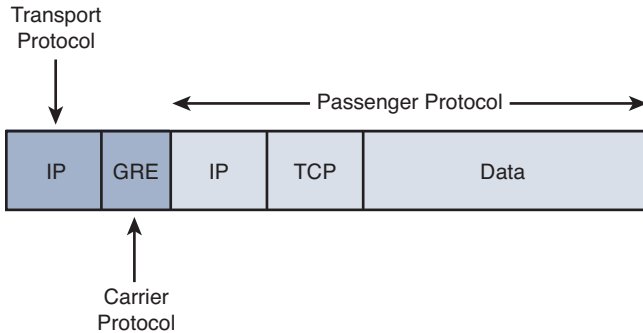 Transport
Protocol
Passenger Protocol
IP
GRE
IP
TCP
Data
Carrier
Protocol